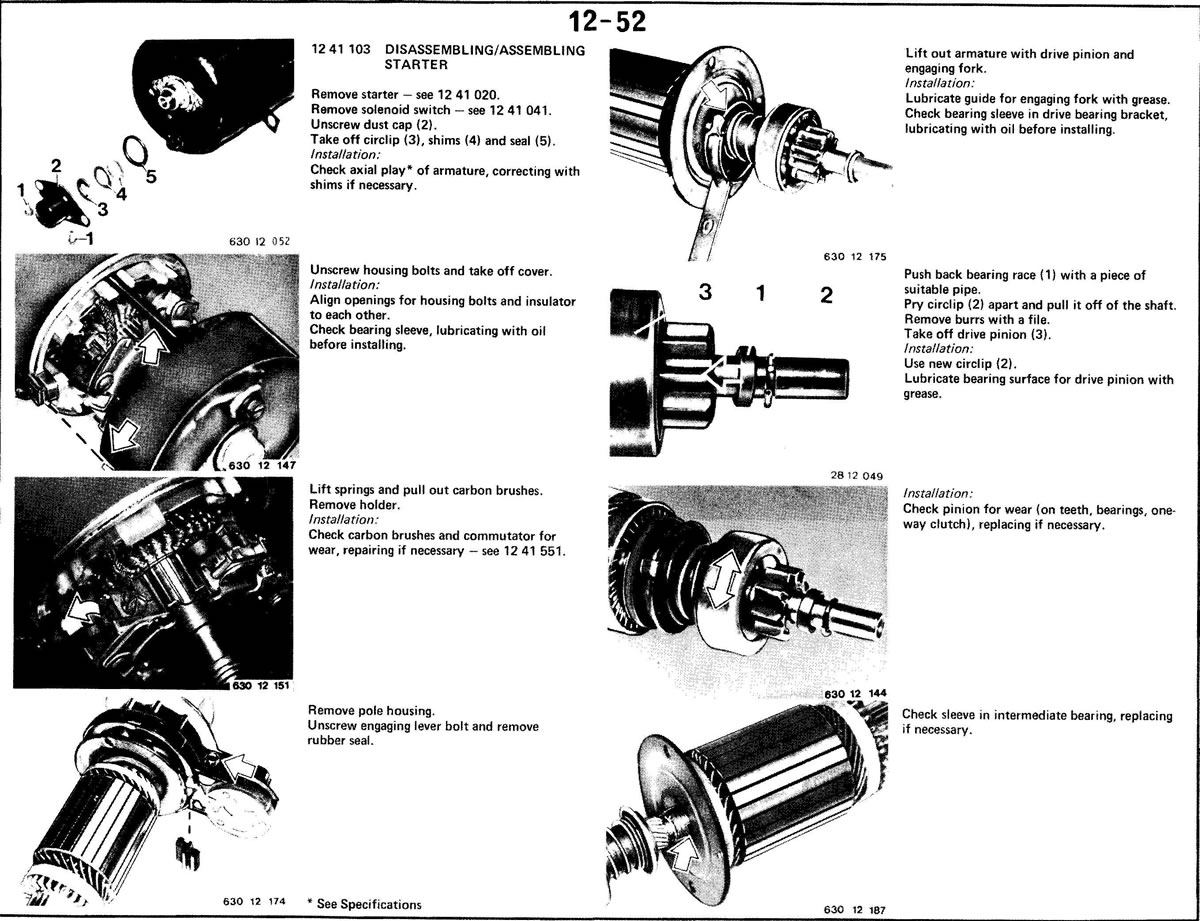 12-52
12 41 103 DISASSEMBLING/ASSEMBLING
STARTER
Remove starter — see 12 41 020.
Remove solenoid switch — see 12 41 041.
Unscrew dust cap (2).
Take off circlip (3), shims (4) and seal (5).
Installation:
Check axial play* of armature, correcting with
shims if necessary.
1
2
3
4
5
1
630 12 052
Unscrew housing bolts and take off cover.
Installation:
Align openings for housing bolts and insulator
to each other.
Check bearing sleeve, lubricating with oil
before installing.
630 12 147
Lift springs and pull out carbon brushes.
Remove holder.
Installation:
Check carbon brushes and commutator for
wear, repairing if necessary — see 12 41 551.
630 12 151
Remove pole housing.
Unscrew engaging lever bolt and remove
rubber seal.
630 12 174
* See Specifications
Lift out armature with drive pinion and
engaging fork.
Installation:
Lubricate guide for engaging fork with grease.
Check bearing sleeve in drive bearing bracket,
lubricating with oil before installing.
630 12 175
Push back bearing race (1) with a piece of
suitable pipe.
Pry circlip (2) apart and pull it off of the shaft.
Remove burrs with a file.
Take off drive pinion (3).
Installation:
Use new circlip (2).
Lubricate bearing surface for drive pinion with
grease.
3 1 2
28 12 049
Installation:
Check pinion for wear (on teeth, bearings, one-
way clutch), replacing if necessary.
630 12 144
Check sleeve in intermediate bearing, replacing
if necessary.
630 12 187